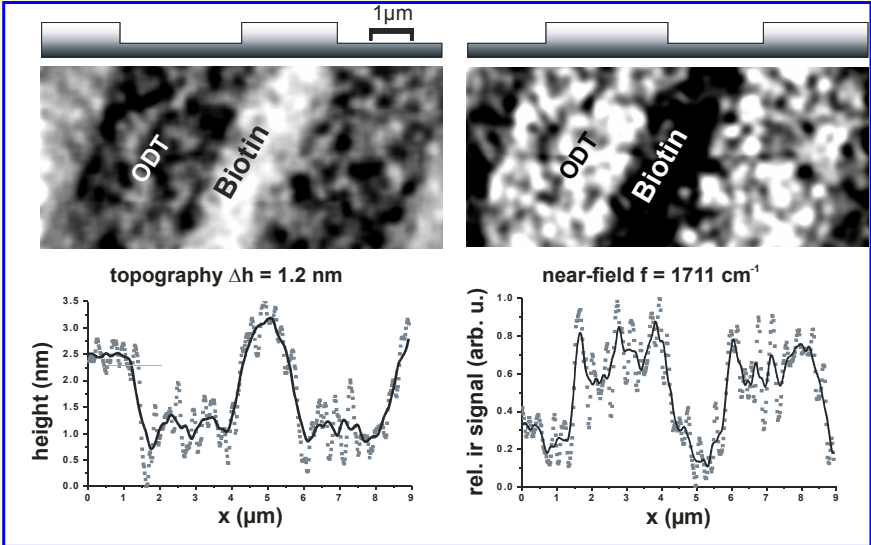 1µm
ODT
Biotin
ODT
Biotin
topography Δh = 1.2 nm
near-field f = 1711 cm⁻¹
height (nm)
3.5
3.0
2.5
2.0
1.5
1.0
0.5
0.0
0 1 2 3 4 5 6 7 8 9
x (µm)
rel. ir signal (arb. u.)
1.0
0.8
0.6
0.4
0.2
0.0
0 1 2 3 4 5 6 7 8 9
x (µm)